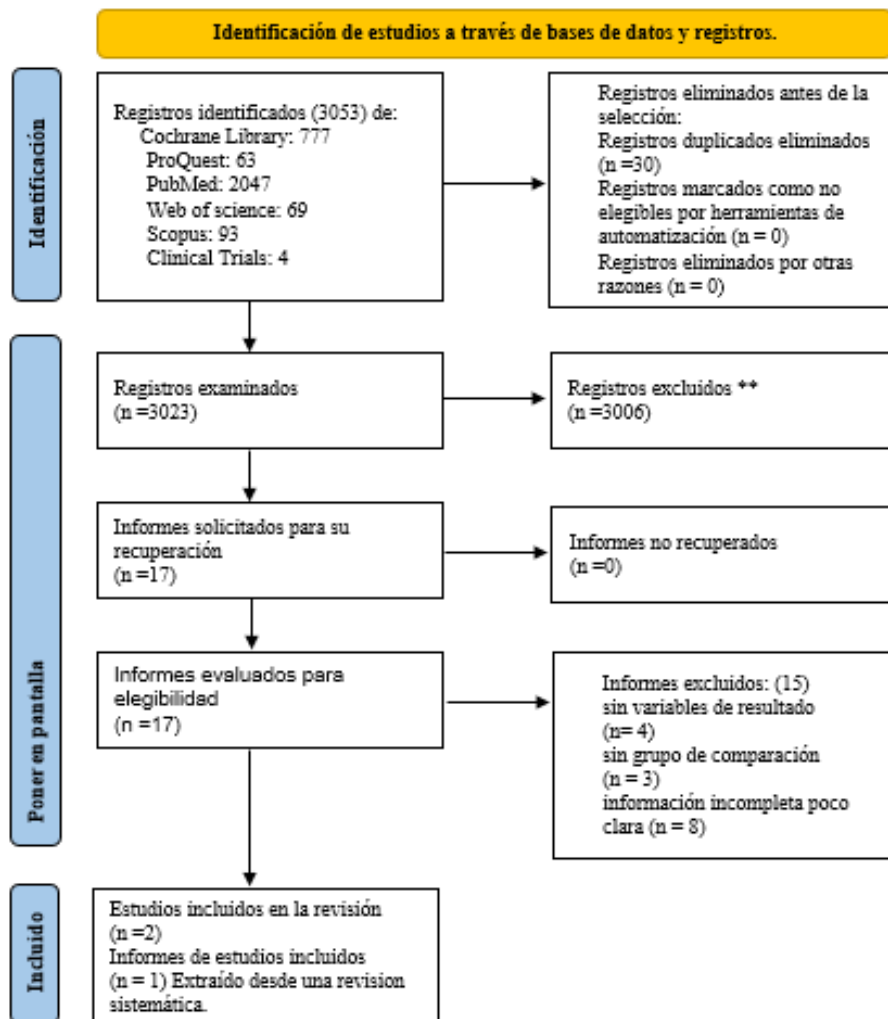 Identificación de estudios a través de bases de datos y registros.
Identificación
Registros identificados (3053) de:
Cochrane Library: 777
ProQuest: 63
PubMed: 2047
Web of science: 69
Scopus: 93
Clinical Trials: 4
Registros eliminados antes de la
selección:
Registros duplicados eliminados
(n =30)
Registros marcados como no
elegibles por herramientas de
automatización (n = 0)
Registros eliminados por otras
razones (n = 0)
Poner en pantalla
Registros examinados
(n =3023)
Registros excluidos **
(n =3006)
Informes solicitados para su
recuperación
(n =17)
Informes no recuperados
(n =0)
Informes evaluados para
elegibilidad
(n =17)
Informes excluidos: (15)
sin variables de resultado
(n= 4)
sin grupo de comparación
(n = 3)
información incompleta poco
clara (n = 8)
Incluido
Estudios incluidos en la revisión
(n =2)
Informes de estudios incluidos
(n = 1) Extraído desde una revision
sistemática.